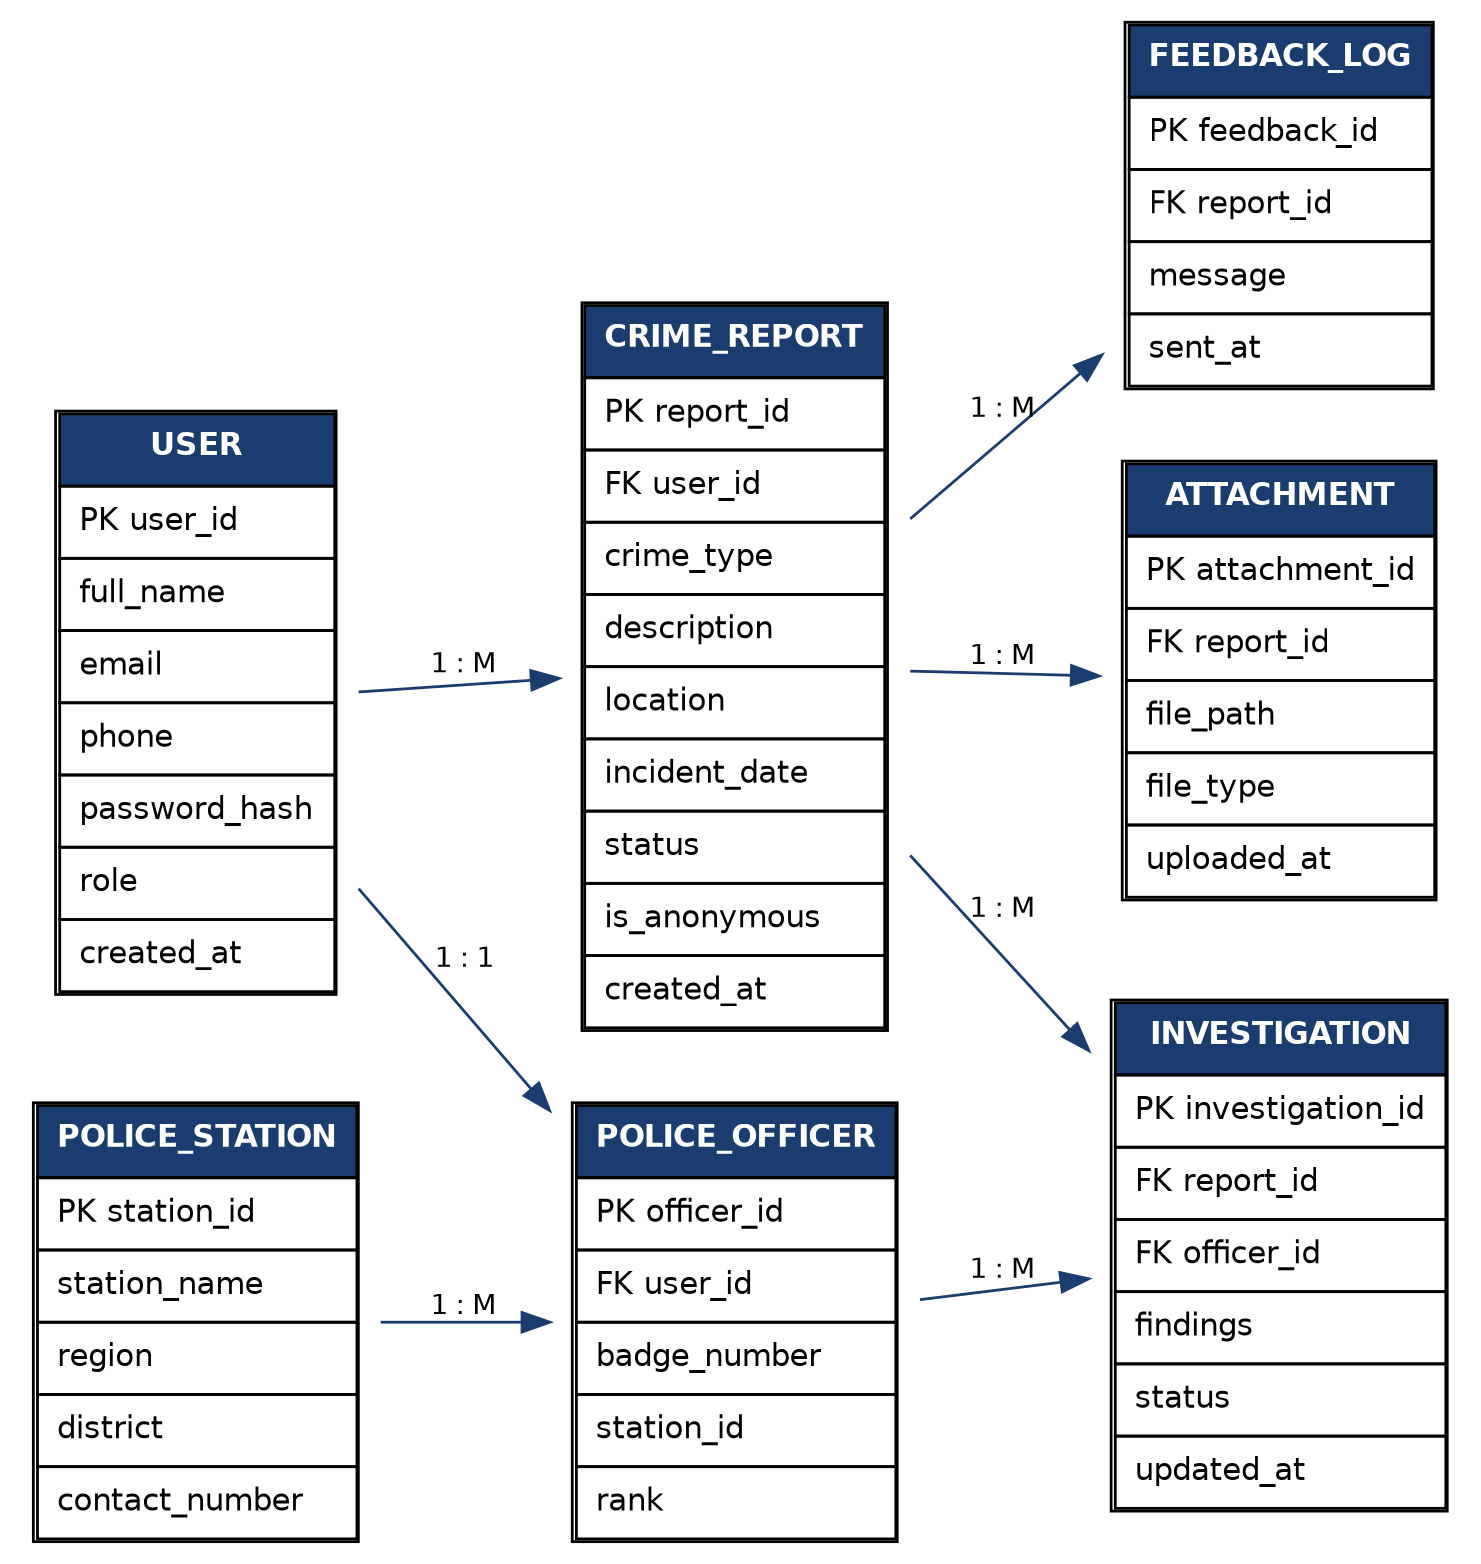 FEEDBACK_LOG
PK feedback_id
FK report_id
message
sent_at
CRIME_REPORT
PK report_id
FK user_id
crime_type
description
location
incident_date
status
is_anonymous
created_at
1 : M
USER
PK user_id
full_name
email
phone
password_hash
role
created_at
1 : M
ATTACHMENT
PK attachment_id
FK report_id
file_path
file_type
uploaded_at
1 : M
1 : M
1 : 1
INVESTIGATION
PK investigation_id
FK report_id
FK officer_id
findings
status
updated_at
POLICE_STATION
PK station_id
station_name
region
district
contact_number
1 : M
POLICE_OFFICER
PK officer_id
FK user_id
badge_number
station_id
rank
1 : M